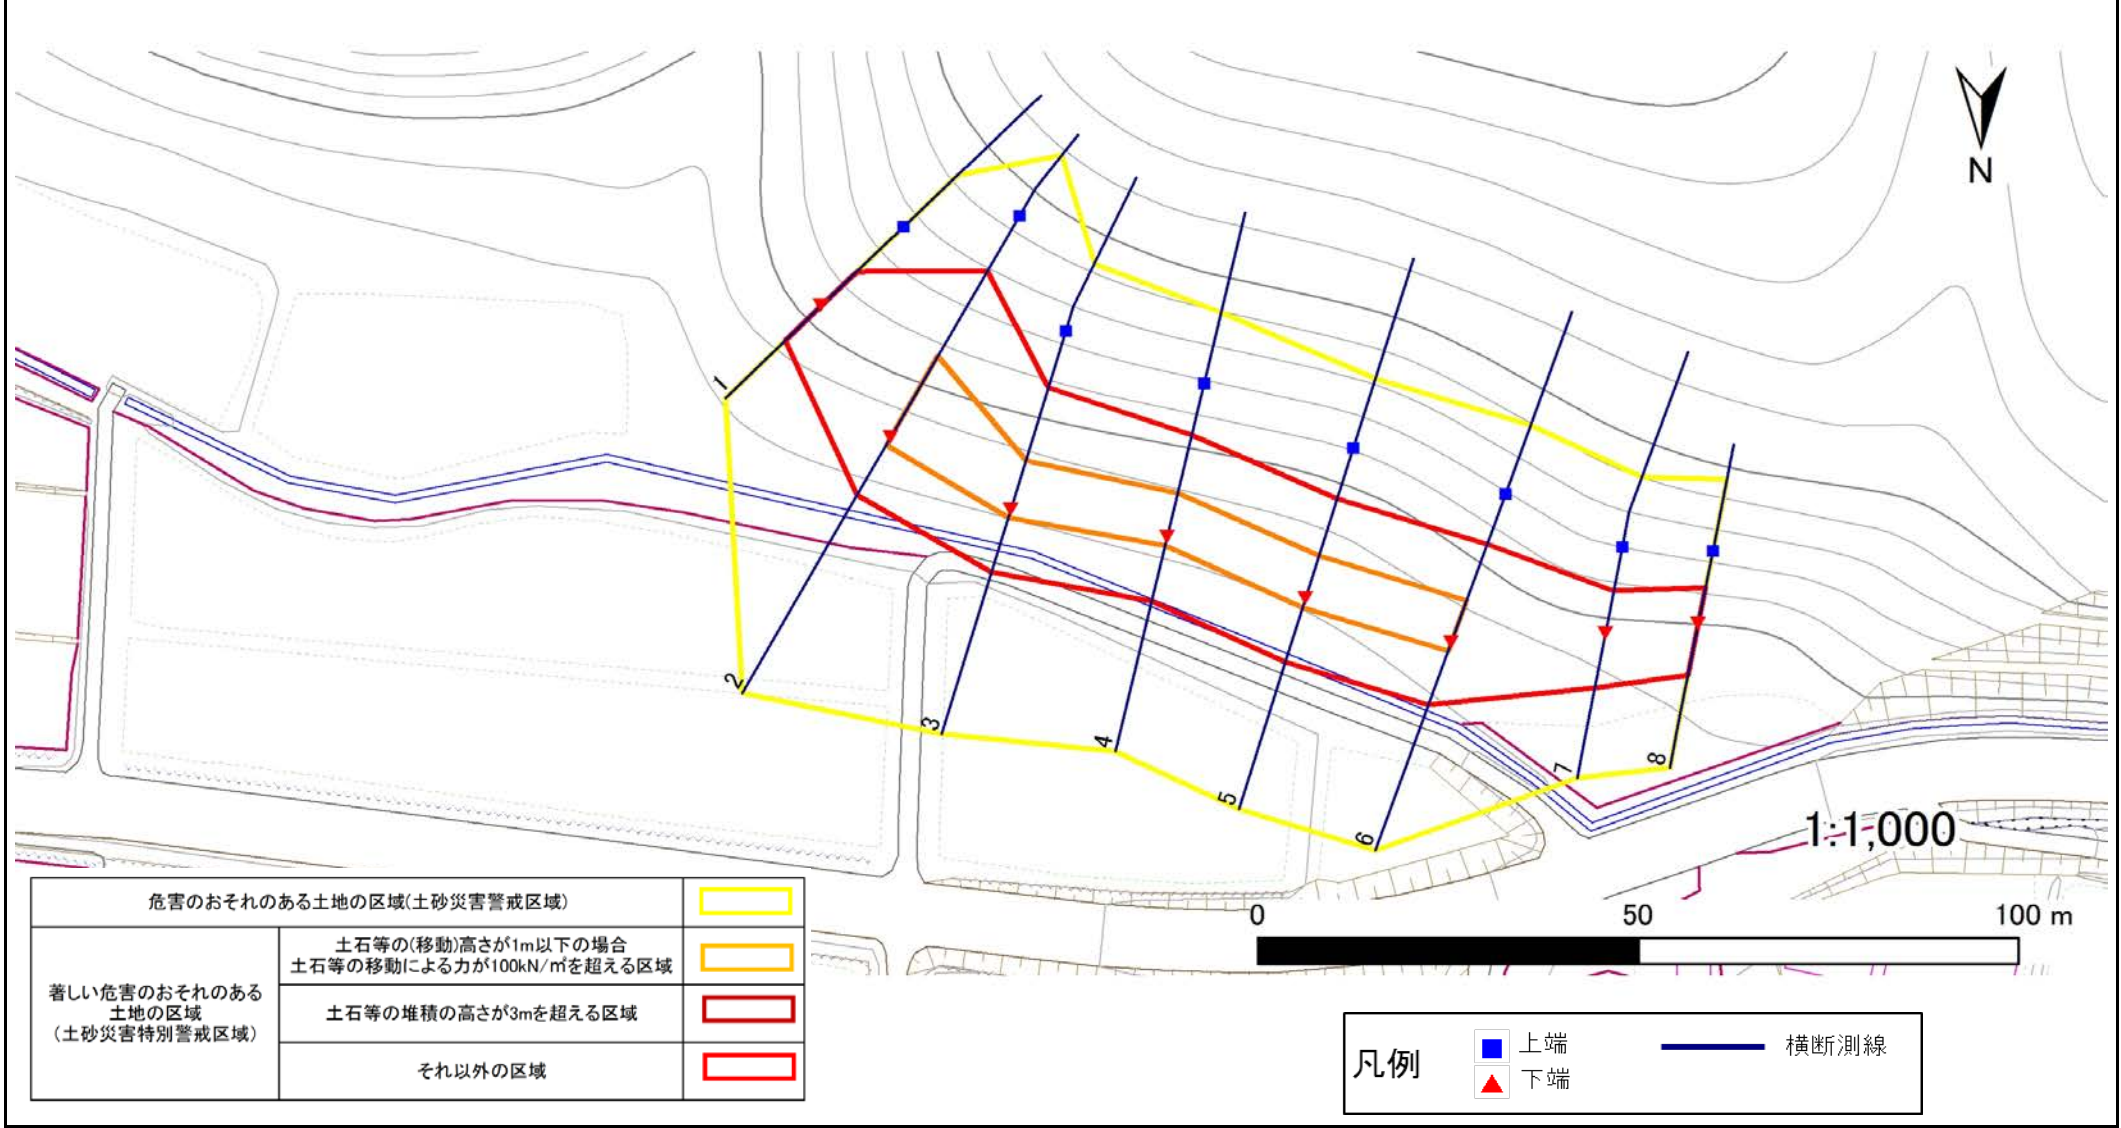 N
1
2
3
4
5
6
7
8
1:1,000
0 50 100 m
危害のおそれのある土地の区域(土砂災害警戒区域)
著しい危害のおそれのある
土地の区域
(土砂災害特別警戒区域)
土石等の(移動)高さが1m以下の場合
土石等の移動による力が100kN/㎡を超える区域
土石等の堆積の高さが3mを超える区域
それ以外の区域
凡例
上端
下端
横断測線